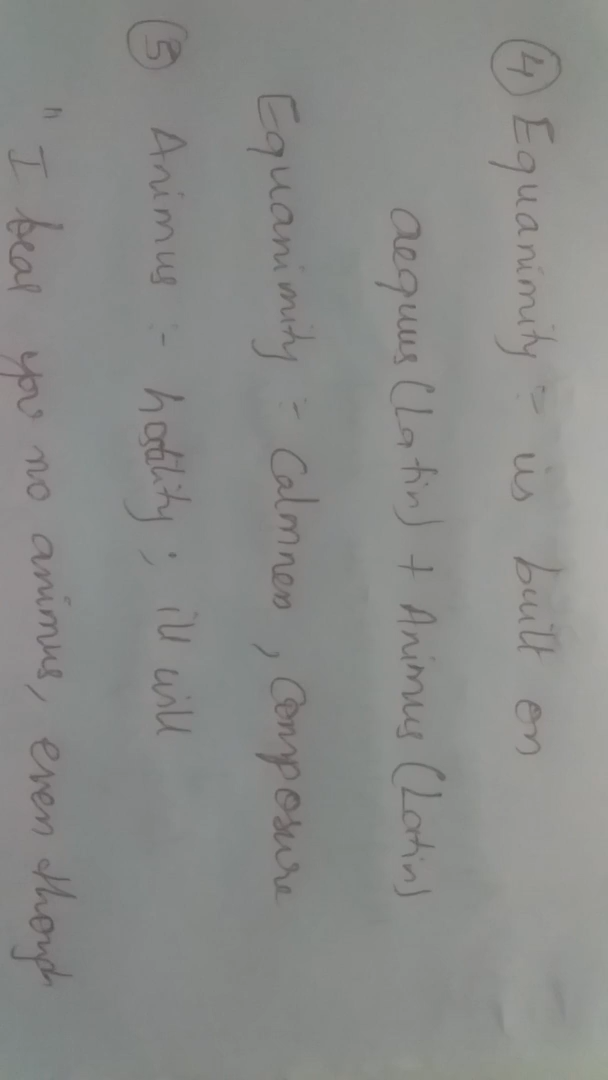 ④ Equanimity :- is built on
aequus (Latin) + Animus (Latin)
Equanimity :- Calmness, Composure
⑤ Animus :- hostility; ill will
" I bear you no animus, even though